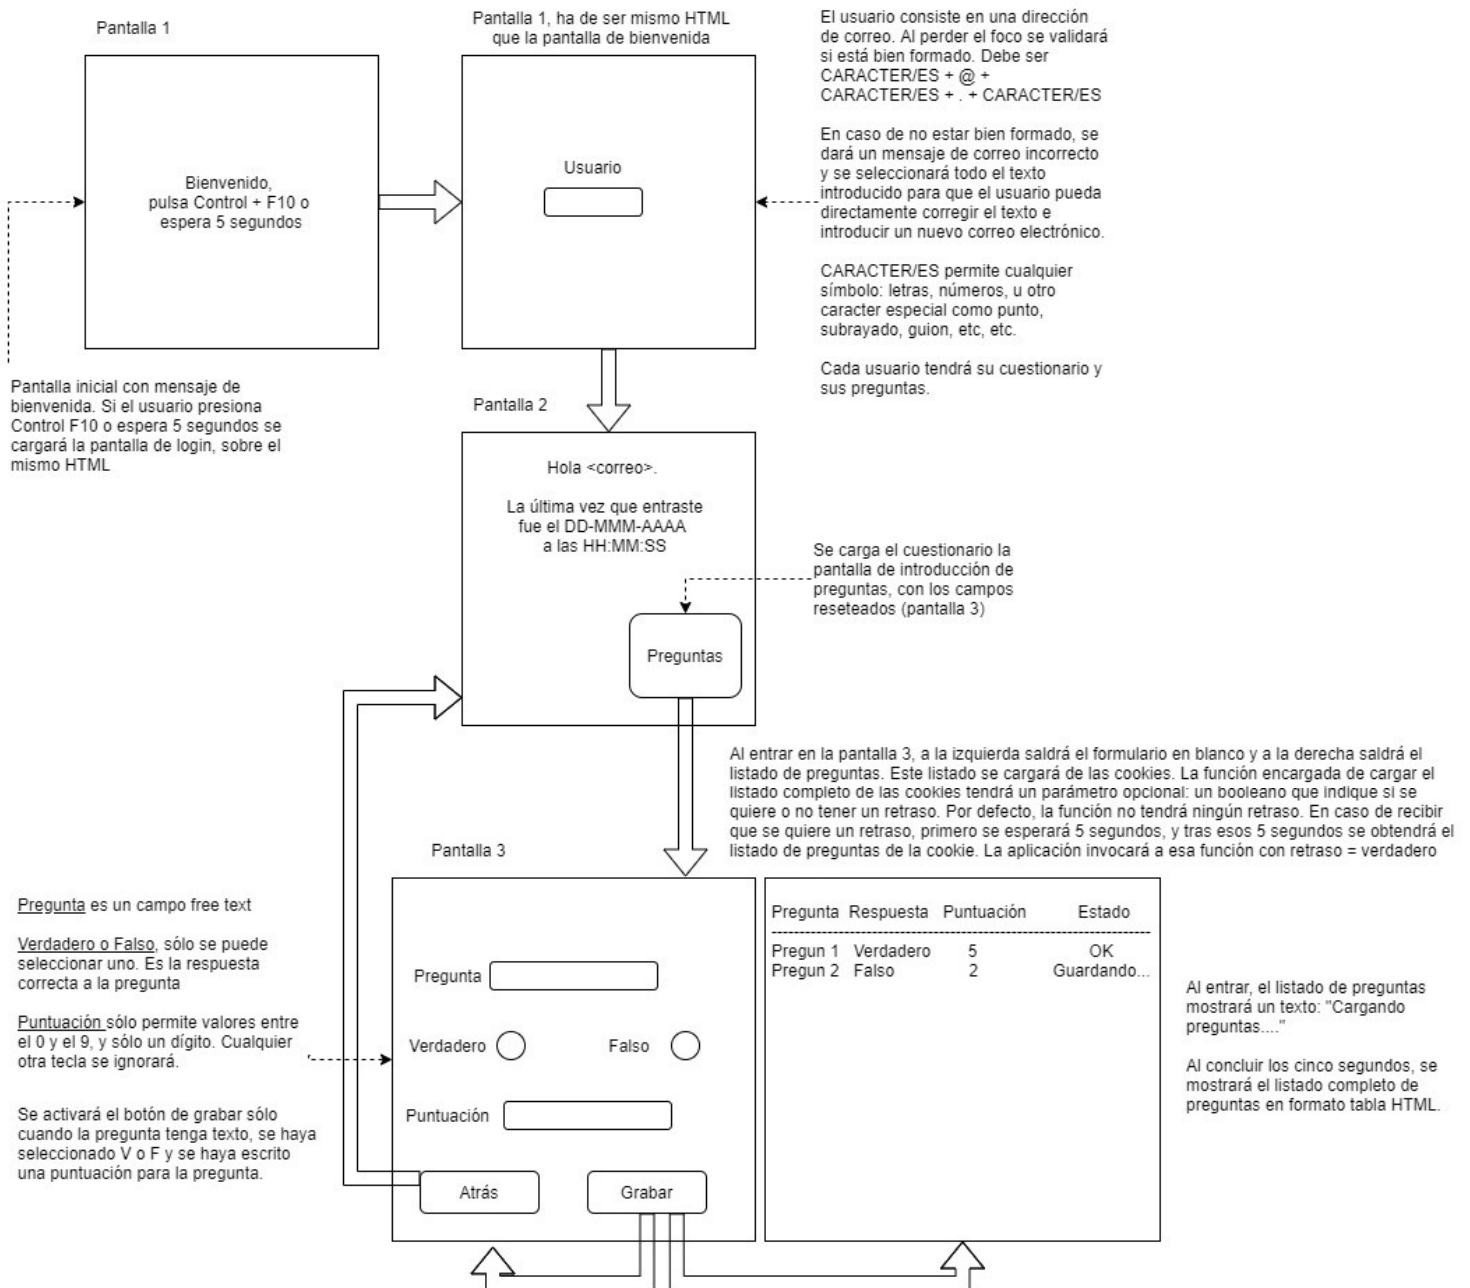 Pantalla 1
Bienvenido,
pulsa Control + F10 o
espera 5 segundos
Pantalla inicial con mensaje de
bienvenida. Si el usuario presiona
Control F10 o espera 5 segundos se
cargará la pantalla de login, sobre el
mismo HTML
Pantalla 1, ha de ser mismo HTML
que la pantalla de bienvenida
Usuario
El usuario consiste en una dirección
de correo. Al perder el foco se validará
si está bien formado. Debe ser
CARACTER/ES + @ +
CARACTER/ES + . + CARACTER/ES
En caso de no estar bien formado, se
dará un mensaje de correo incorrecto
y se seleccionará todo el texto
introducido para que el usuario pueda
directamente corregir el texto e
introducir un nuevo correo electrónico.
CARACTER/ES permite cualquier
símbolo: letras, números, u otro
caracter especial como punto,
subrayado, guion, etc, etc.
Cada usuario tendrá su cuestionario y
sus preguntas.
Pantalla 2
Hola <correo>.
La última vez que entraste
fue el DD-MMM-AAAA
a las HH:MM:SS
Preguntas
Se carga el cuestionario la
pantalla de introducción de
preguntas, con los campos
reseteados (pantalla 3)
Al entrar en la pantalla 3, a la izquierda saldrá el formulario en blanco y a la derecha saldrá el
listado de preguntas. Este listado se cargará de las cookies. La función encargada de cargar el
listado completo de las cookies tendrá un parámetro opcional: un booleano que indique si se
quiere o no tener un retraso. Por defecto, la función no tendrá ningún retraso. En caso de recibir
que se quiere un retraso, primero se esperará 5 segundos, y tras esos 5 segundos se obtendrá el
listado de preguntas de la cookie. La aplicación invocará a esa función con retraso = verdadero
Pantalla 3
Pregunta es un campo free text
Verdadero o Falso, sólo se puede
seleccionar uno. Es la respuesta
correcta a la pregunta
Puntuación sólo permite valores entre
el 0 y el 9, y sólo un dígito. Cualquier
otra tecla se ignorará.
Se activará el botón de grabar sólo
cuando la pregunta tenga texto, se haya
seleccionado V o F y se haya escrito
una puntuación para la pregunta.
Pregunta
Verdadero Falso
Puntuación
Atrás Grabar
Pregunta Respuesta Puntuación Estado
----------------------------------------
Pregun 1 Verdadero 5 OK
Pregun 2 Falso 2 Guardando...
Al entrar, el listado de preguntas
mostrará un texto: "Cargando
preguntas...."
Al concluir los cinco segundos, se
mostrará el listado completo de
preguntas en formato tabla HTML.